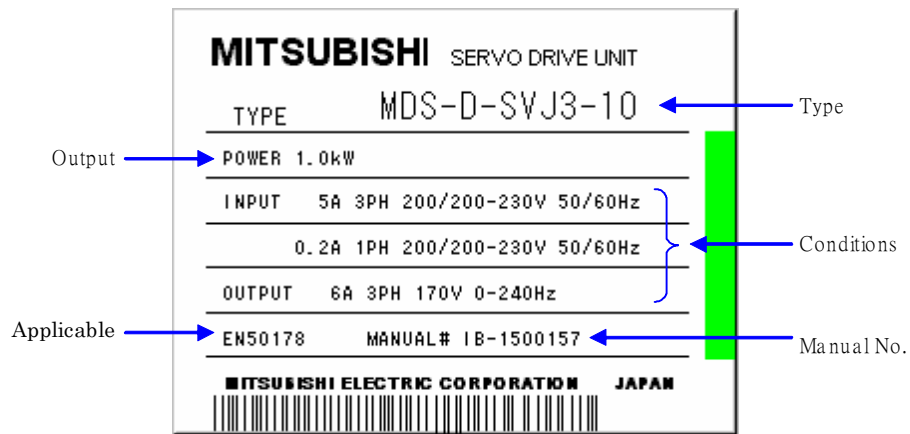 MITSUBISHI SERVO DRIVE UNIT
TYPE MDS-D-SVJ3-10
Type
Output
POWER 1.0kW
INPUT 5A 3PH 200/200-230V 50/60Hz
0.2A 1PH 200/200-230V 50/60Hz
Conditions
OUTPUT 6A 3PH 170V 0-240Hz
Applicable
EN50178 MANUAL# IB-1500157
Manual No.
MITSUBISHI ELECTRIC CORPORATION JAPAN